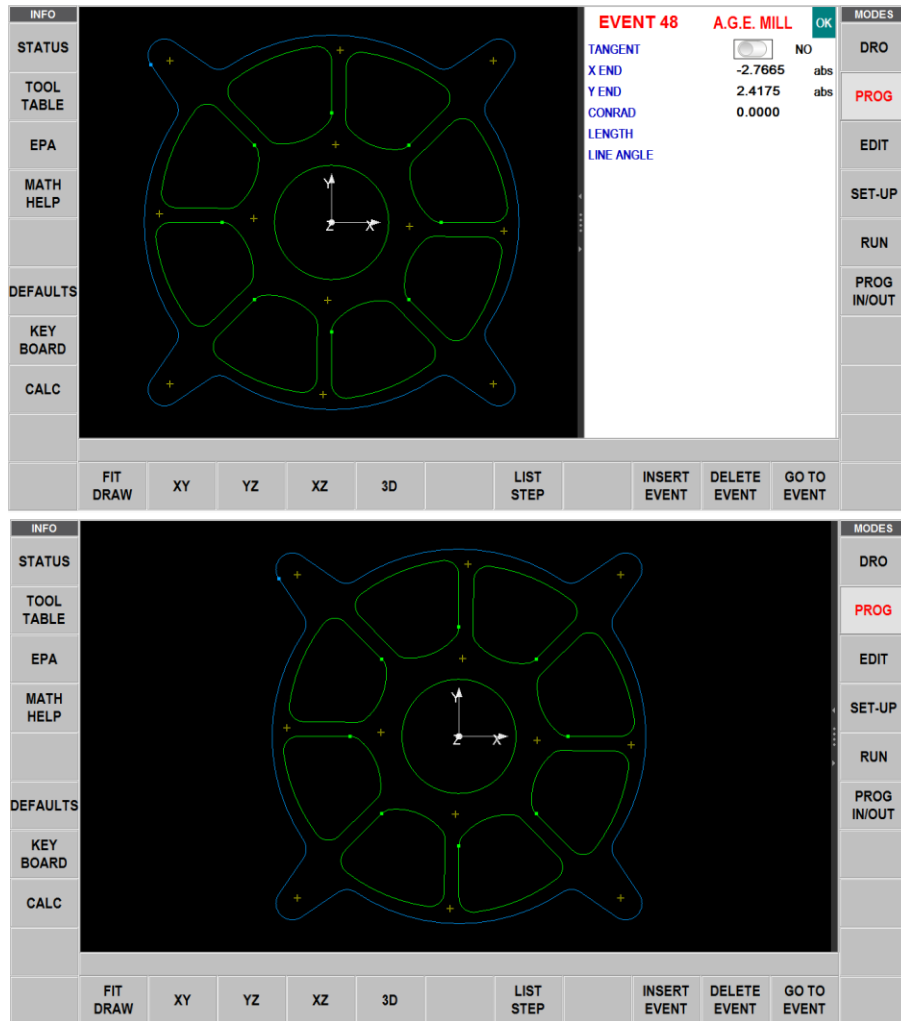 INFO
STATUS
TOOL
TABLE
EPA
MATH
HELP
DEFAULTS
KEY
BOARD
CALC
Y
Z
X
EVENT 48 A.G.E. MILL OK
TANGENT NO
X END -2.7665 abs
Y END 2.4175 abs
CONRAD 0.0000
LENGTH
LINE ANGLE
MODES
DRO
PROG
EDIT
SET-UP
RUN
PROG
IN/OUT
FIT
DRAW
XY
YZ
XZ
3D
LIST
STEP
INSERT
EVENT
DELETE
EVENT
GO TO
EVENT
INFO
STATUS
TOOL
TABLE
EPA
MATH
HELP
DEFAULTS
KEY
BOARD
CALC
Y
Z
X
MODES
DRO
PROG
EDIT
SET-UP
RUN
PROG
IN/OUT
FIT
DRAW
XY
YZ
XZ
3D
LIST
STEP
INSERT
EVENT
DELETE
EVENT
GO TO
EVENT